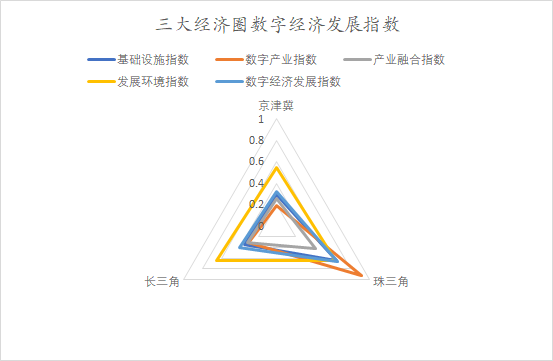 三大经济圈数字经济发展指数
基础设施指数 数字产业指数 产业融合指数
发展环境指数 数字经济发展指数
京津冀
1
0.8
0.6
0.4
0.2
0
长三角 珠三角